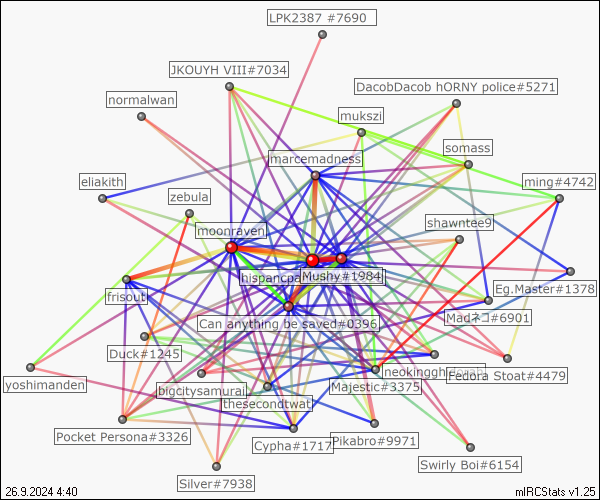 LPK2387 #7690
JKOUYH VIII#7034
DacobDacob hORNY police#5271
normalwan
mukszi
somass
marcemadness
eliakith
ming#4742
zebula
shawntee9
moonraven
Mushy#1984
Eg.Master#1378
frisout
Madネコ#6901
Can anything be saved#0396
Duck#1245
Fedora Stoat#4479
yoshimanden
bigcitysamurai
Majestic#3375
thesecondtwat
Pocket Persona#3326
Cypha#1717
Pikabro#9971
Swirly Boi#6154
Silver#7938
26.9.2024 4:40
mIRCStats v1.25